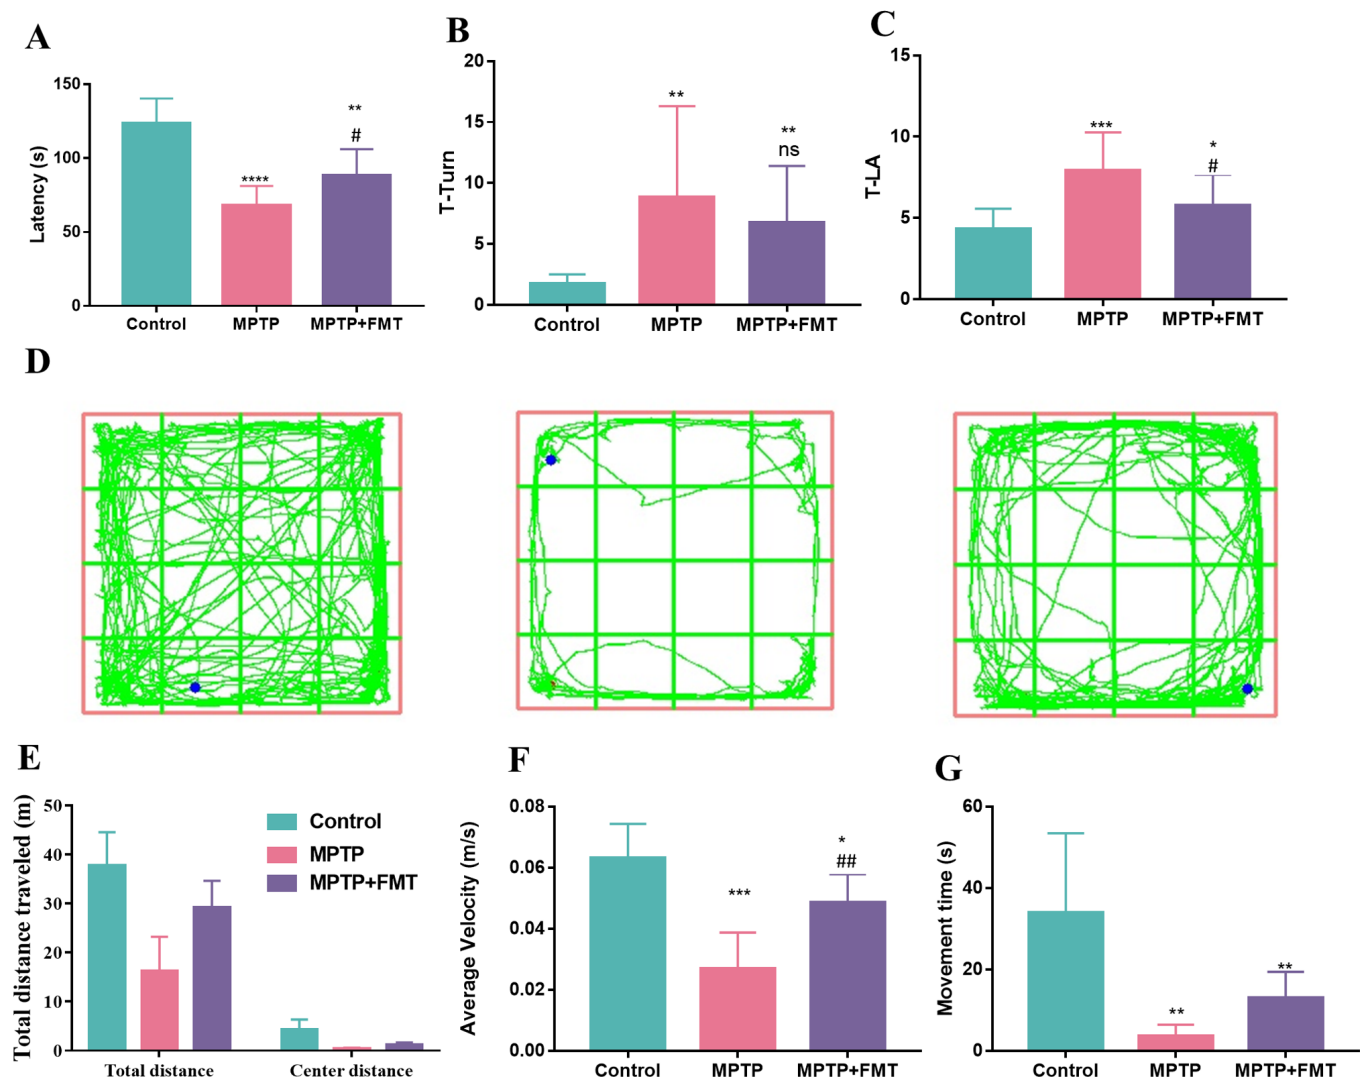 A
Latency (s)
150
100
50
0
****
**
#
Control MPTP MPTP+FMT
B
T-Turn
20
15
10
5
0
**
**
ns
Control MPTP MPTP+FMT
C
T-LA
15
10
5
0
***
*
#
Control MPTP MPTP+FMT
D
E
Total distance traveled (m)
50
40
30
20
10
0
Control
MPTP
MPTP+FMT
Total distance Center distance
F
Average Velocity (m/s)
0.08
0.06
0.04
0.02
0.00
***
*
##
Control MPTP MPTP+FMT
G
Movement time (s)
60
40
20
0
**
**
Control MPTP MPTP+FMT